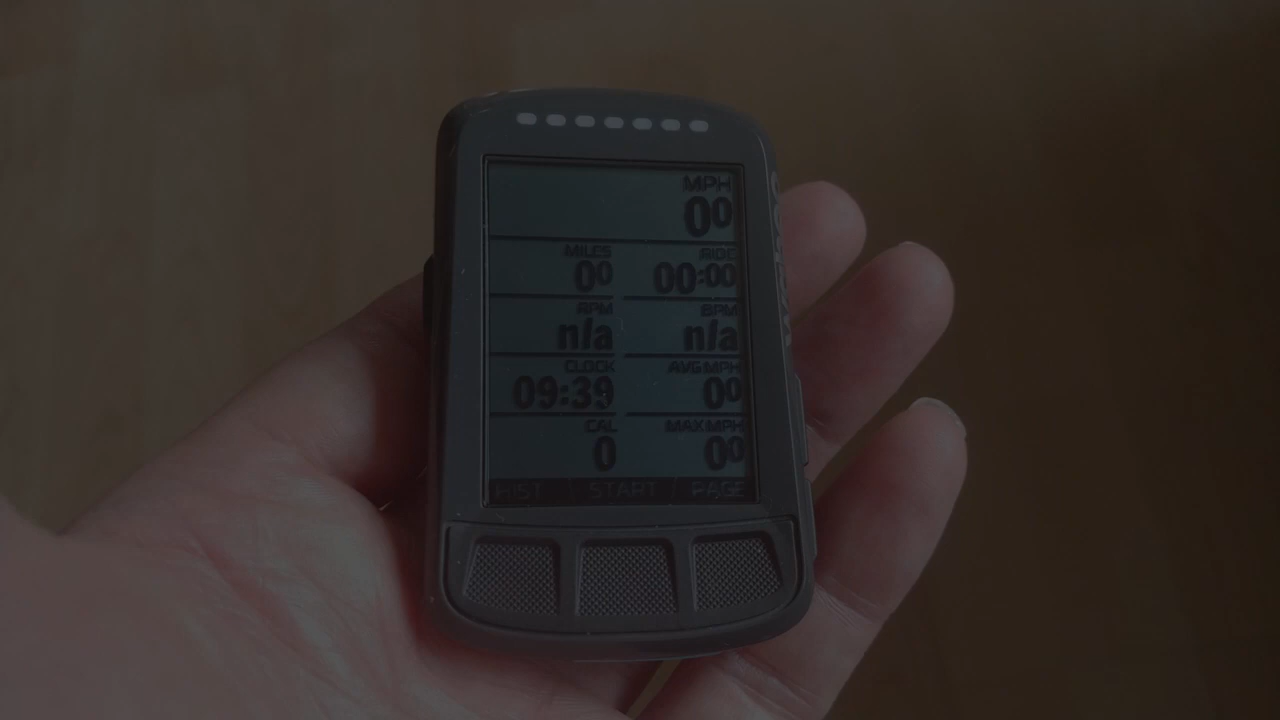 MPH
0⁰
MILES RIDE
0⁰ 00:00
RPM BPM
n/a n/a
CLOCK AVG MPH
09:39 0⁰
CAL MAX MPH
0 0⁰
HIST START PAGE
WAHOO